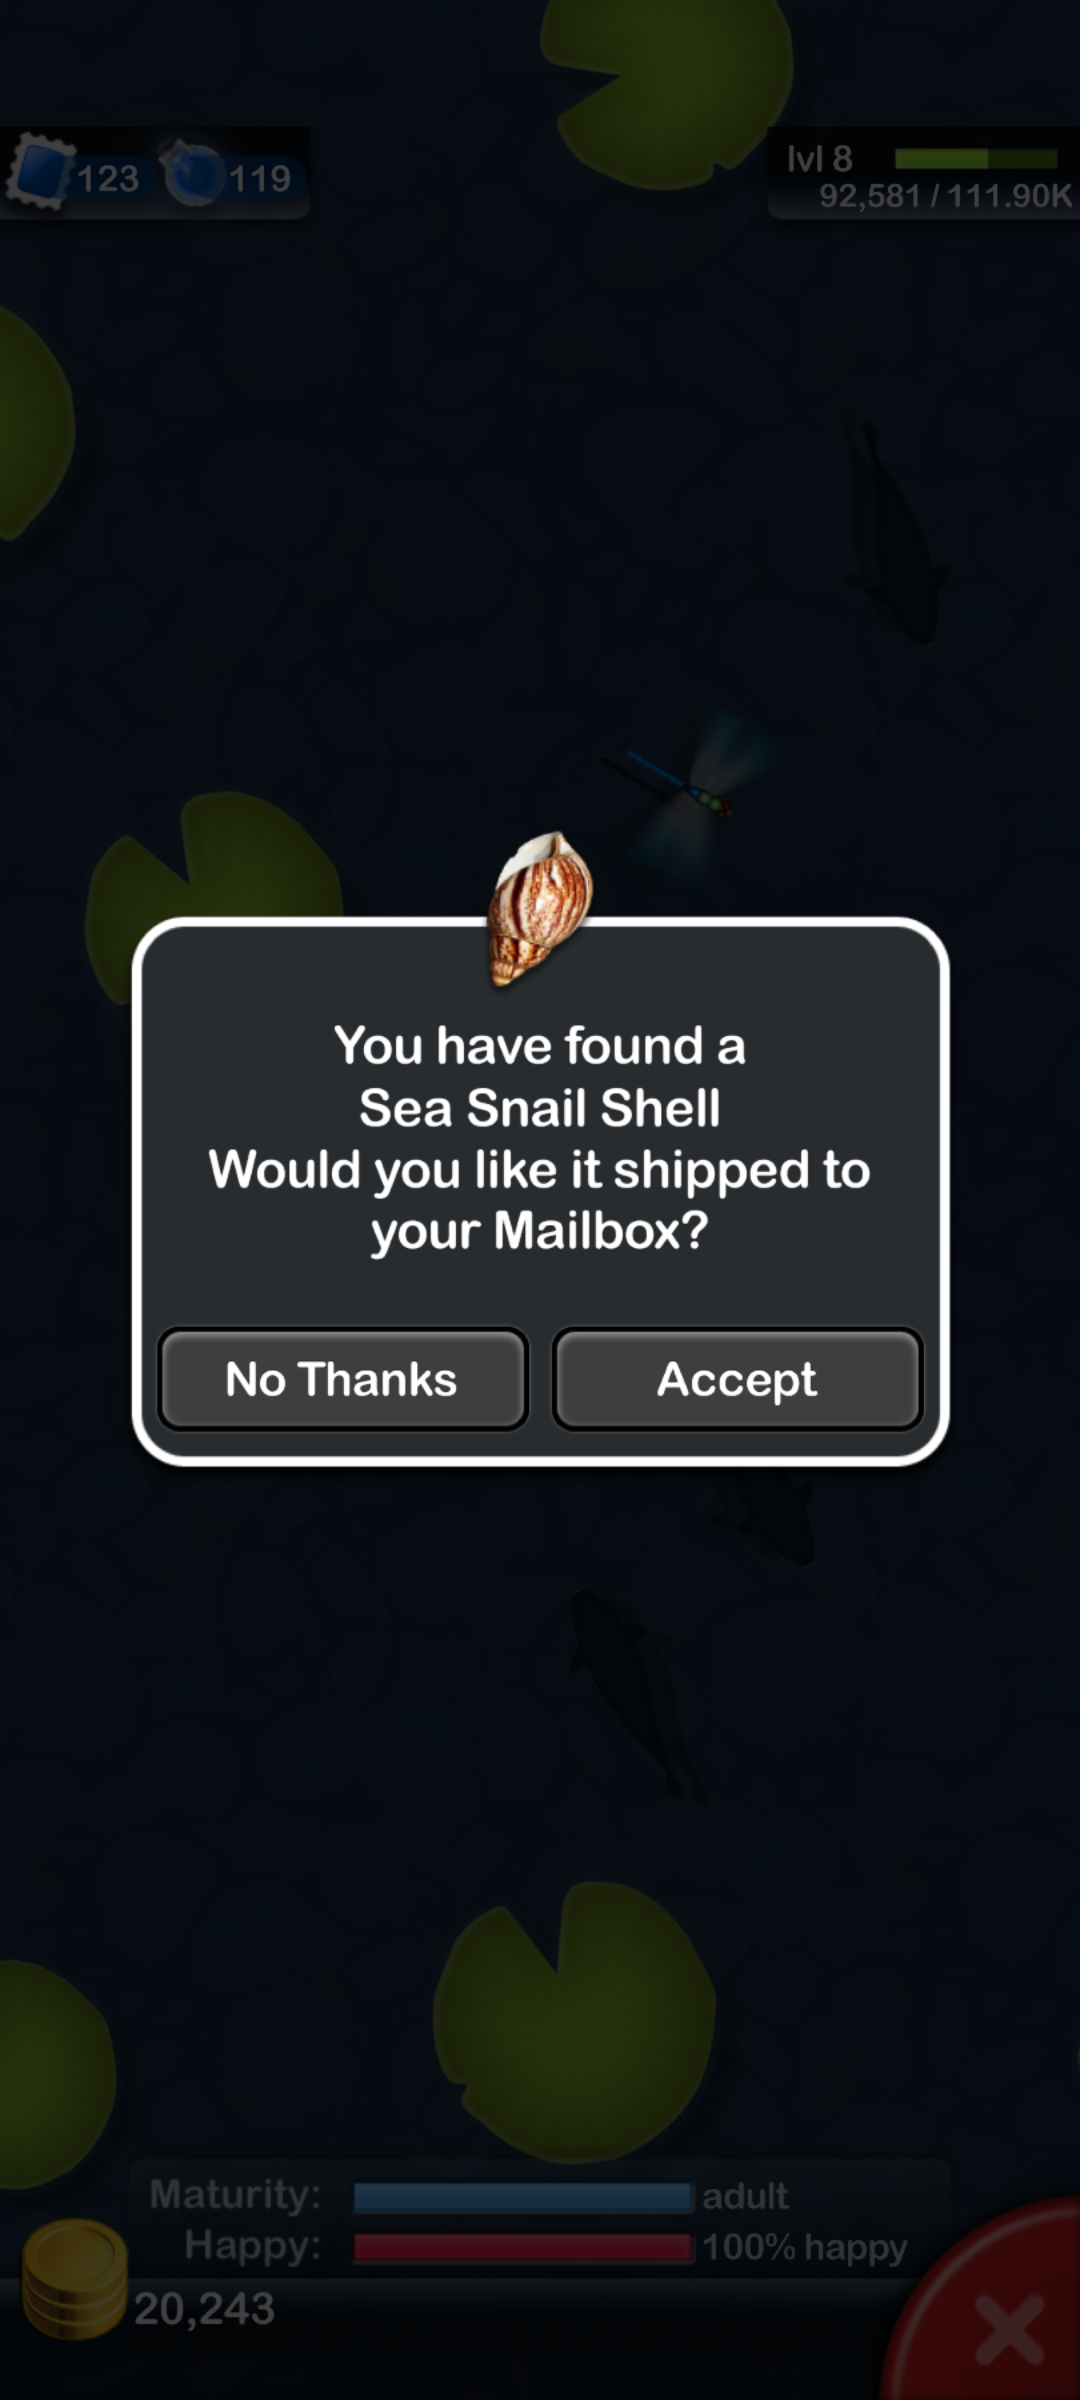 123
119
lvl 8
92,581 / 111.90K
You have found a
Sea Snail Shell
Would you like it shipped to
your Mailbox?
No Thanks
Accept
Maturity:
adult
Happy:
100% happy
20,243